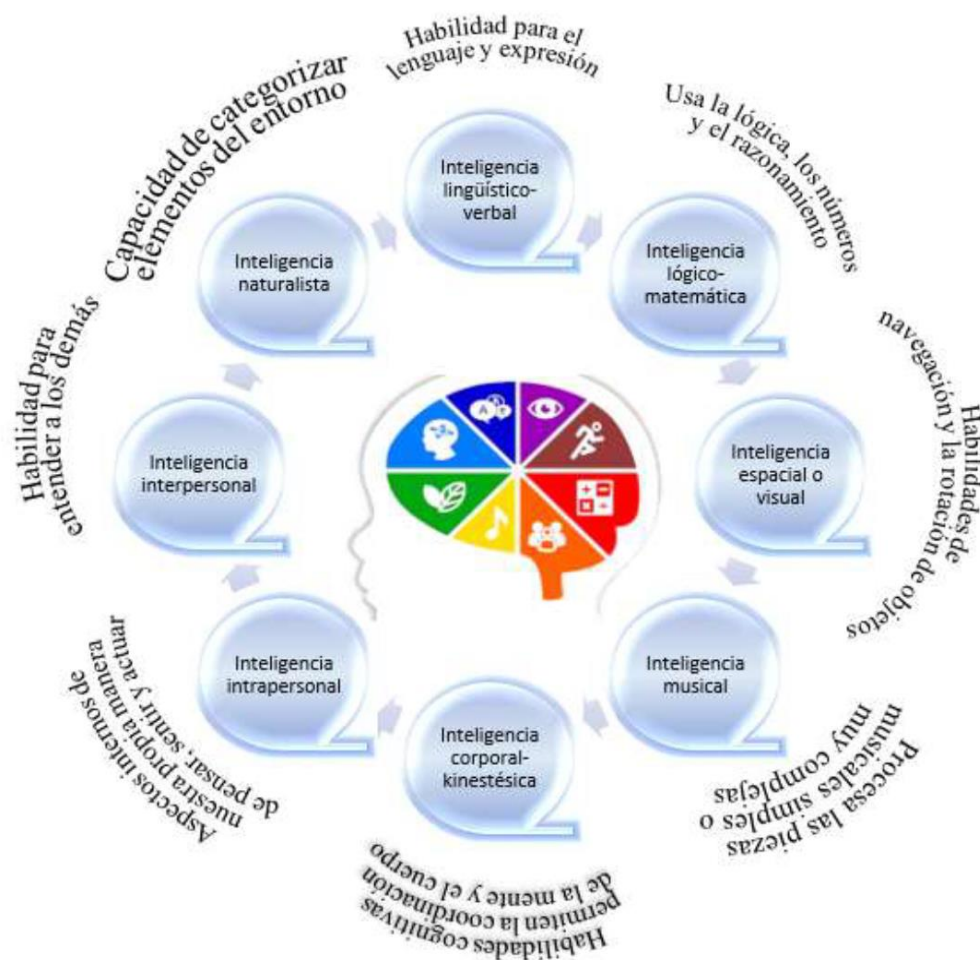 Habilidad para el
lenguaje y expresión
Inteligencia
lingüístico-
verbal
Usa la lógica, los números
y el razonamiento
Inteligencia
lógico-
matemática
Habilidades de
navegación y la rotación de objetos
Inteligencia
espacial o
visual
Procesa las piezas
musicales simples o
muy complejas
Inteligencia
musical
Habilidades cognitivas
permiten la coordinación
de la mente y el cuerpo
Inteligencia
corporal-
kinestésica
Aspectos internos de
nuestra propia manera
de pensar, sentir y actuar
Inteligencia
intrapersonal
Habilidad para
entender a los demás
Inteligencia
interpersonal
Capacidad de categorizar
elementos del entorno
Inteligencia
naturalista